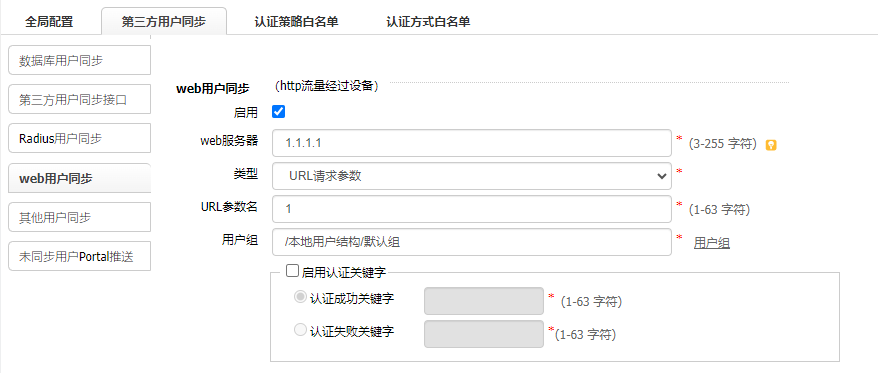 全局配置 第三方用户同步 认证策略白名单 认证方式白名单
数据库用户同步
第三方用户同步接口
Radius用户同步
web用户同步
其他用户同步
未同步用户Portal推送
web用户同步 (http流量经过设备)
启用
web服务器 1.1.1.1 * (3-255 字符)
类型 URL请求参数 *
URL参数名 1 * (1-63 字符)
用户组 /本地用户结构/默认组 * 用户组
启用认证关键字
认证成功关键字 * (1-63 字符)
认证失败关键字 *(1-63 字符)